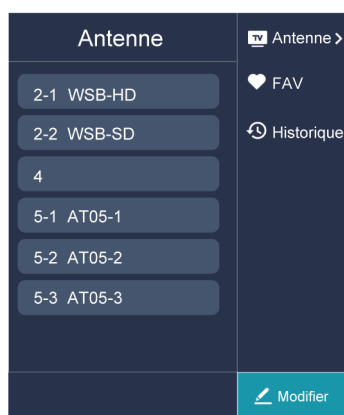 Antenne
2-1 WSB-HD
2-2 WSB-SD
4
5-1 AT05-1
5-2 AT05-2
5-3 AT05-3
TV Antenne >
FAV
Historique
Modifier